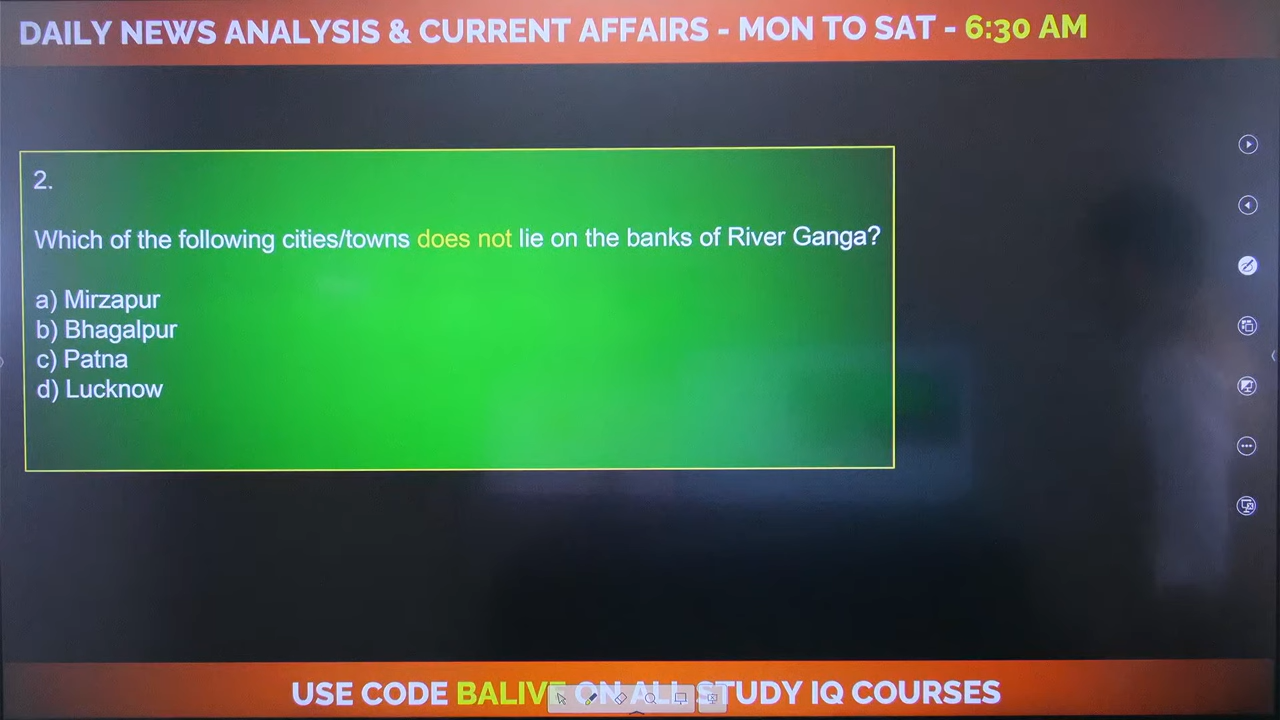 DAILY NEWS ANALYSIS & CURRENT AFFAIRS - MON TO SAT - 6:30 AM
2.
Which of the following cities/towns does not lie on the banks of River Ganga?
a) Mirzapur
b) Bhagalpur
c) Patna
d) Lucknow
USE CODE BALIVE ON ALL STUDY IQ COURSES